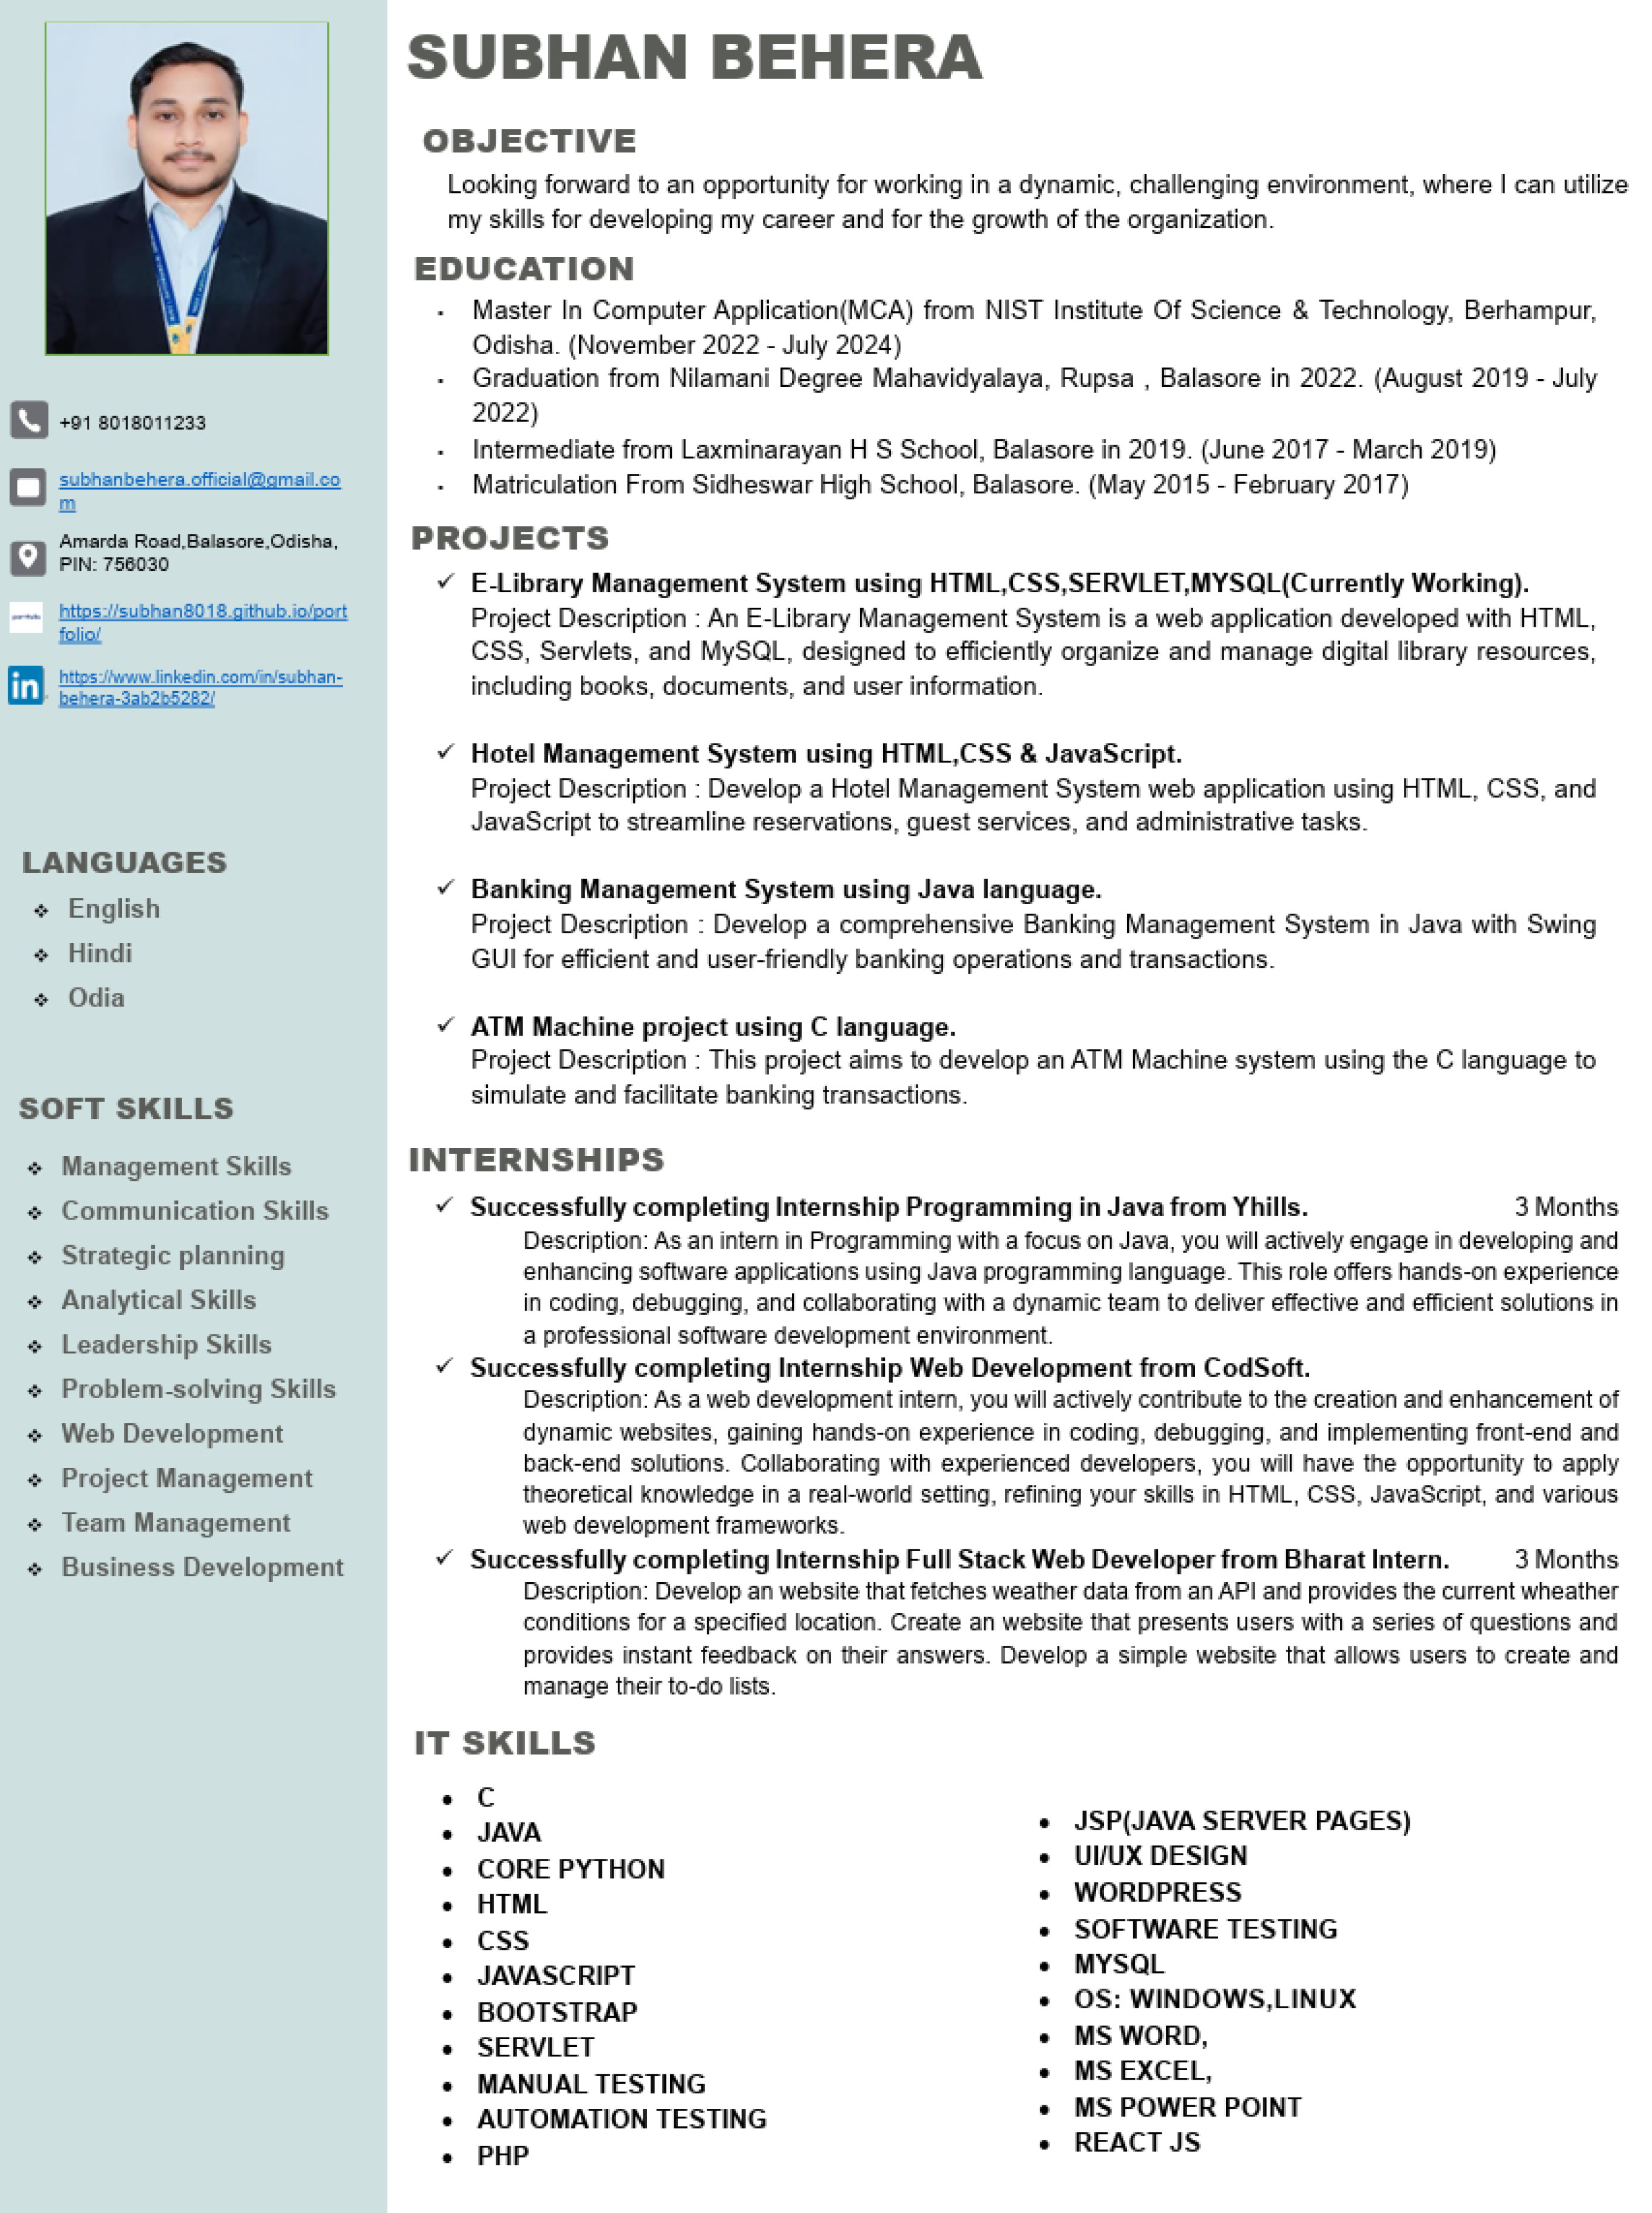 SUBHAN BEHERA
+91 8018011233
subhanbehera.official@gmail.co
m
Amarda Road,Balasore,Odisha,
PIN: 756030
https://subhan8018.github.io/port
folio/
https://www.linkedin.com/in/subhan-
behera-3ab2b5282/
LANGUAGES
English
Hindi
Odia
SOFT SKILLS
Management Skills
Communication Skills
Strategic planning
Analytical Skills
Leadership Skills
Problem-solving Skills
Web Development
Project Management
Team Management
Business Development
OBJECTIVE
Looking forward to an opportunity for working in a dynamic, challenging environment, where I can utilize
my skills for developing my career and for the growth of the organization.
EDUCATION
Master In Computer Application(MCA) from NIST Institute Of Science & Technology, Berhampur,
Odisha. (November 2022 - July 2024)
Graduation from Nilamani Degree Mahavidyalaya, Rupsa , Balasore in 2022. (August 2019 - July
2022)
Intermediate from Laxminarayan H S School, Balasore in 2019. (June 2017 - March 2019)
Matriculation From Sidheswar High School, Balasore. (May 2015 - February 2017)
PROJECTS
✓ E-Library Management System using HTML,CSS,SERVLET,MYSQL(Currently Working).
Project Description : An E-Library Management System is a web application developed with HTML,
CSS, Servlets, and MySQL, designed to efficiently organize and manage digital library resources,
including books, documents, and user information.
✓ Hotel Management System using HTML,CSS & JavaScript.
Project Description : Develop a Hotel Management System web application using HTML, CSS, and
JavaScript to streamline reservations, guest services, and administrative tasks.
✓ Banking Management System using Java language.
Project Description : Develop a comprehensive Banking Management System in Java with Swing
GUI for efficient and user-friendly banking operations and transactions.
✓ ATM Machine project using C language.
Project Description : This project aims to develop an ATM Machine system using the C language to
simulate and facilitate banking transactions.
INTERNSHIPS
✓ Successfully completing Internship Programming in Java from Yhills. 3 Months
Description: As an intern in Programming with a focus on Java, you will actively engage in developing and
enhancing software applications using Java programming language. This role offers hands-on experience
in coding, debugging, and collaborating with a dynamic team to deliver effective and efficient solutions in
a professional software development environment.
✓ Successfully completing Internship Web Development from CodSoft.
Description: As a web development intern, you will actively contribute to the creation and enhancement of
dynamic websites, gaining hands-on experience in coding, debugging, and implementing front-end and
back-end solutions. Collaborating with experienced developers, you will have the opportunity to apply
theoretical knowledge in a real-world setting, refining your skills in HTML, CSS, JavaScript, and various
web development frameworks.
✓ Successfully completing Internship Full Stack Web Developer from Bharat Intern. 3 Months
Description: Develop an website that fetches weather data from an API and provides the current wheather
conditions for a specified location. Create an website that presents users with a series of questions and
provides instant feedback on their answers. Develop a simple website that allows users to create and
manage their to-do lists.
IT SKILLS
C
JAVA
CORE PYTHON
HTML
CSS
JAVASCRIPT
BOOTSTRAP
SERVLET
MANUAL TESTING
AUTOMATION TESTING
PHP
JSP(JAVA SERVER PAGES)
UI/UX DESIGN
WORDPRESS
SOFTWARE TESTING
MYSQL
OS: WINDOWS,LINUX
MS WORD,
MS EXCEL,
MS POWER POINT
REACT JS